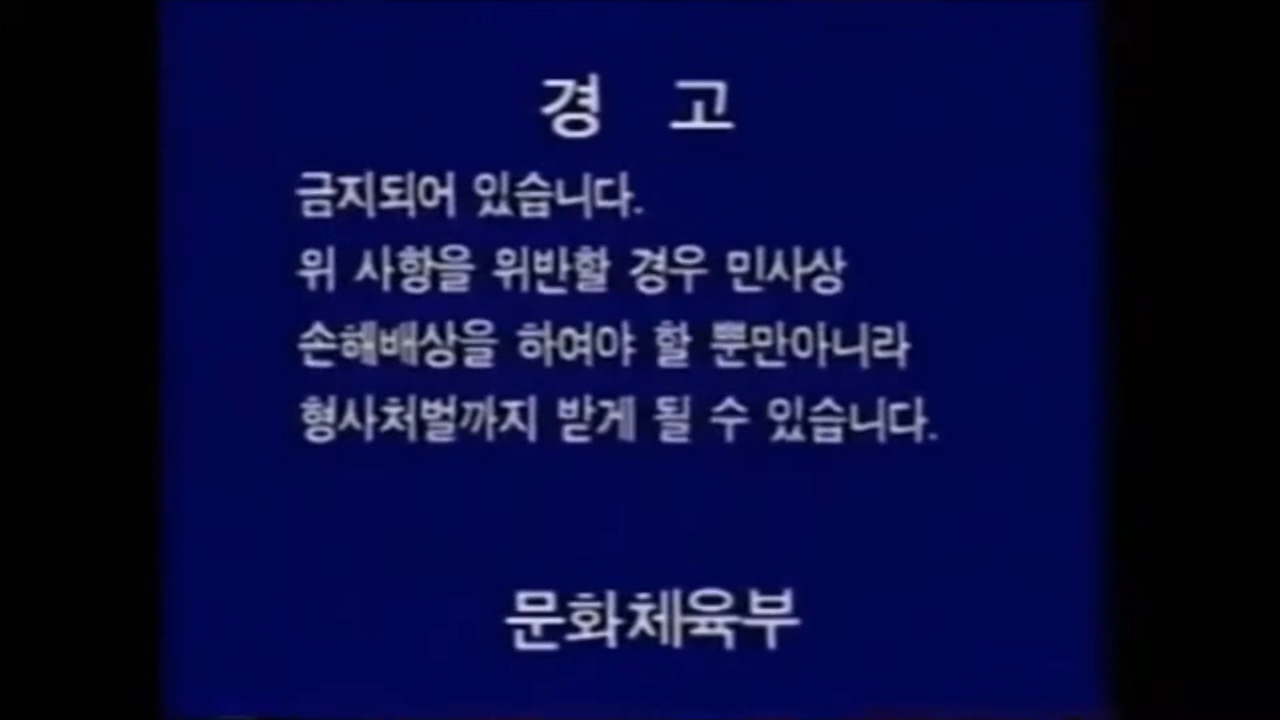 경 고
금지되어 있습니다.
위 사항을 위반할 경우 민사상
손해배상을 하여야 할 뿐만아니라
형사처벌까지 받게 될 수 있습니다.
문화체육부